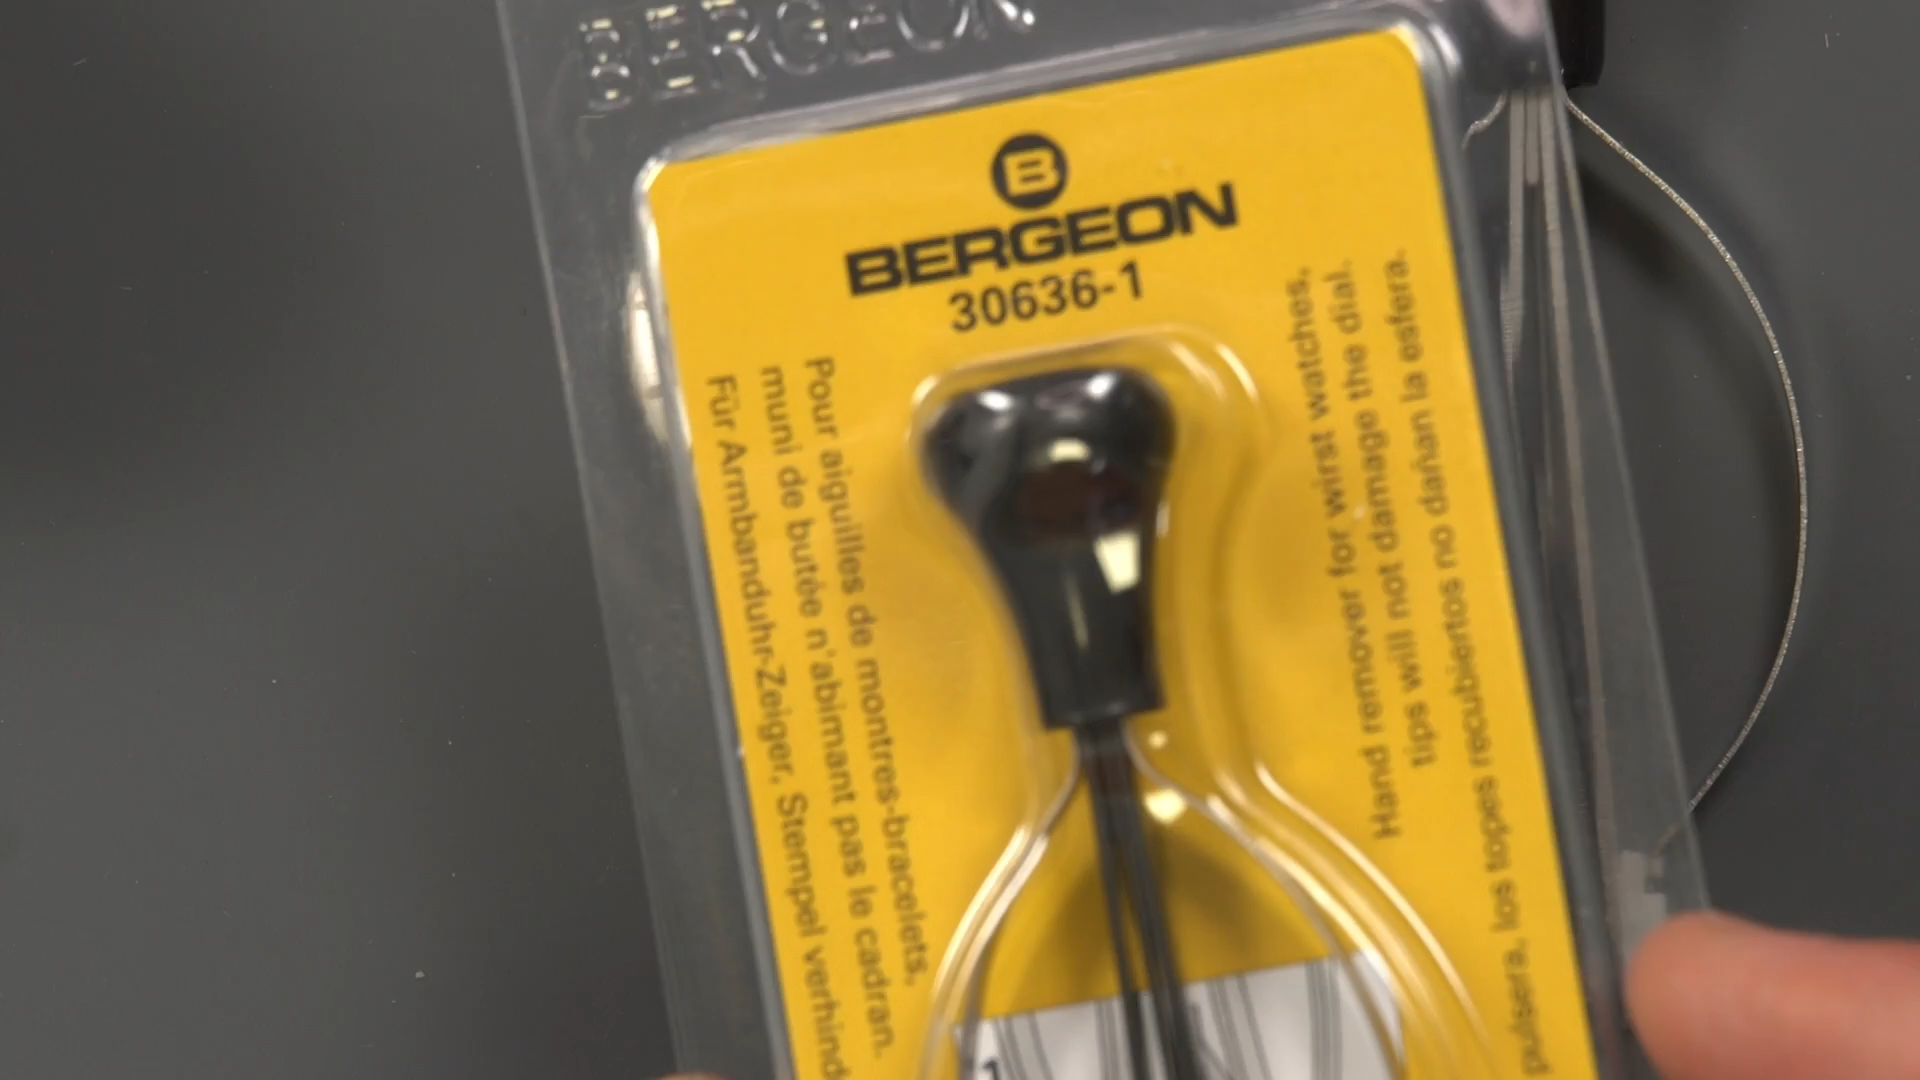 BERGEON
B
BERGEON
30636-1
Pour aiguilles de montres-bracelets,
muni de butée n'abimant pas le cadran.
Für Armbanduhr-Zeiger, Stempel verhind
Hand remover for wirst watches,
tips will not damage the dial.
pulsera, los topes recubiertos no dañan la esfera.
1